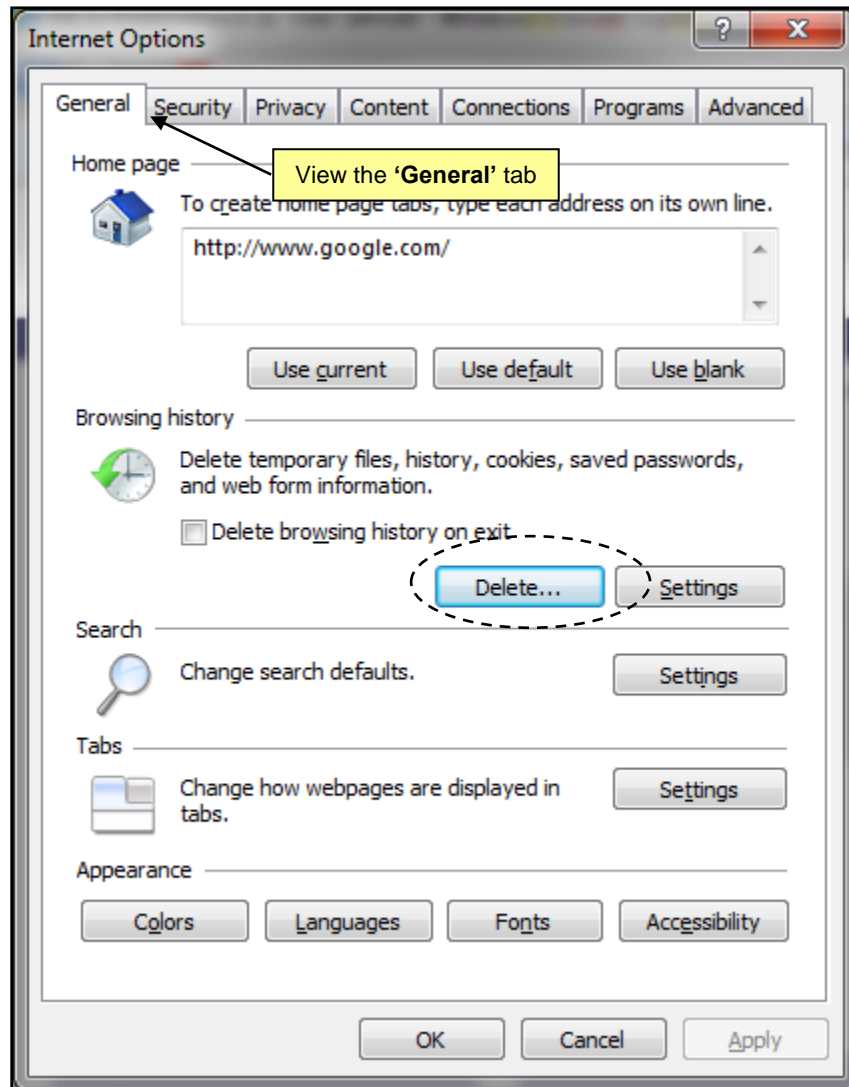 Internet Options
?
X
General Security Privacy Content Connections Programs Advanced
Home page
View the ‘General’ tab
To create home page tabs, type each address on its own line.
http://www.google.com/
Use current Use default Use blank
Browsing history
Delete temporary files, history, cookies, saved passwords,
and web form information.
Delete browsing history on exit
Delete... Settings
Search
Change search defaults.
Settings
Tabs
Change how webpages are displayed in
tabs.
Settings
Appearance
Colors Languages Fonts Accessibility
OK Cancel Apply